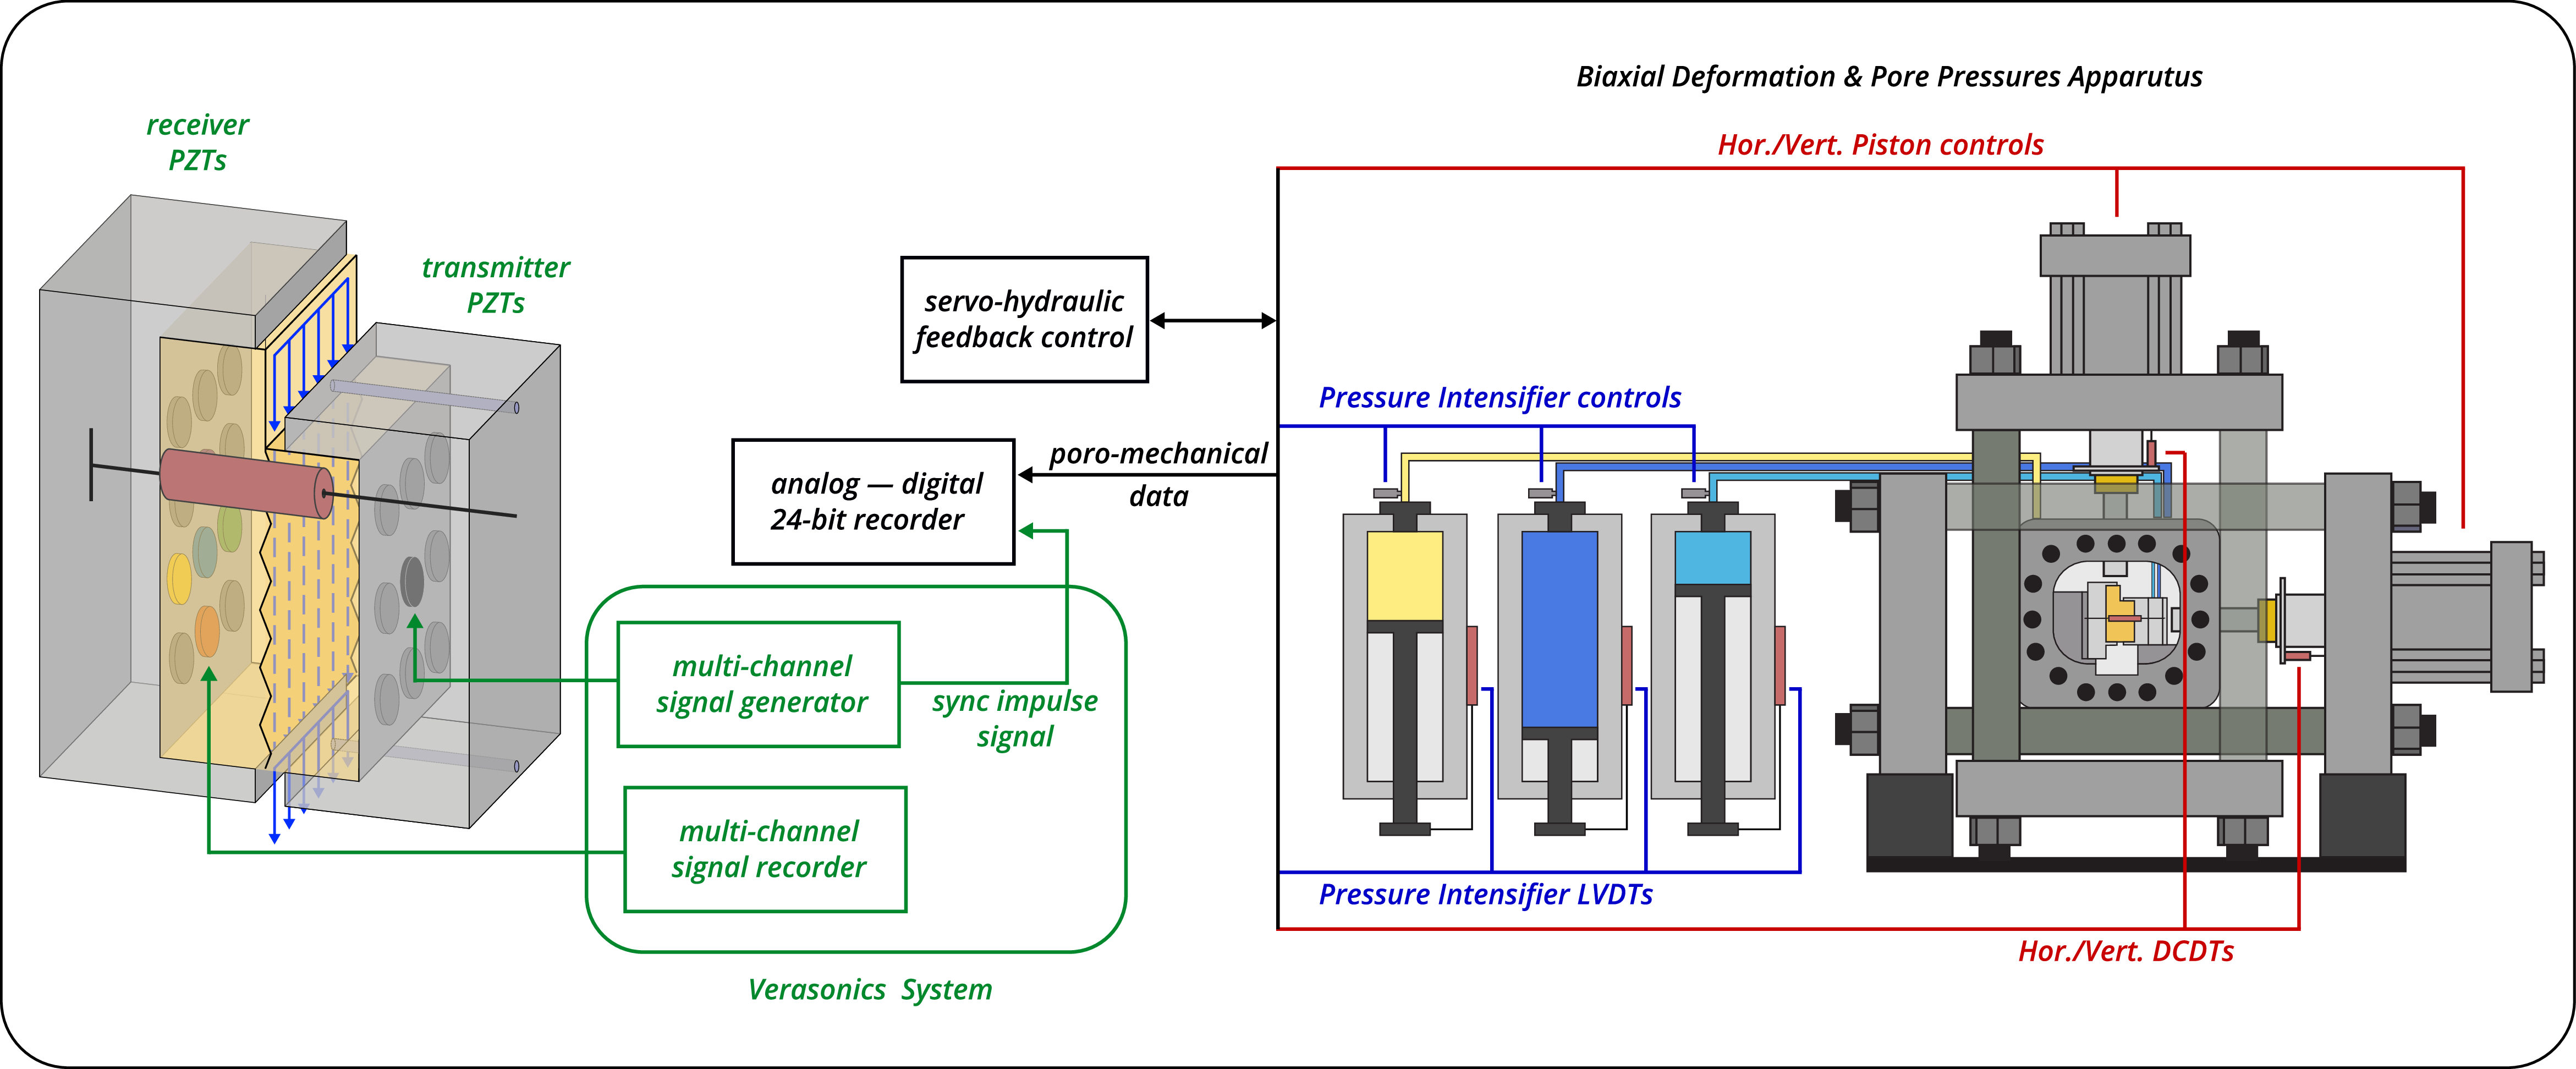 Biaxial Deformation & Pore Pressures Apparutus
receiver
PZTs
Hor./Vert. Piston controls
transmitter
PZTs
servo-hydraulic
feedback control
Pressure Intensifier controls
poro-mechanical
data
analog — digital
24-bit recorder
multi-channel
signal generator
sync impulse
signal
multi-channel
signal recorder
Pressure Intensifier LVDTs
Hor./Vert. DCDTs
Verasonics System